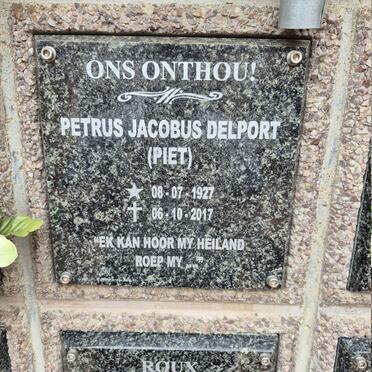 ONS ONTHOU!
PETRUS JACOBUS DELPORT
(PIET)
08-07-1927
06-10-2017
"EK KAN HOOR MY HEILAND
ROEP MY ..."
ROUX